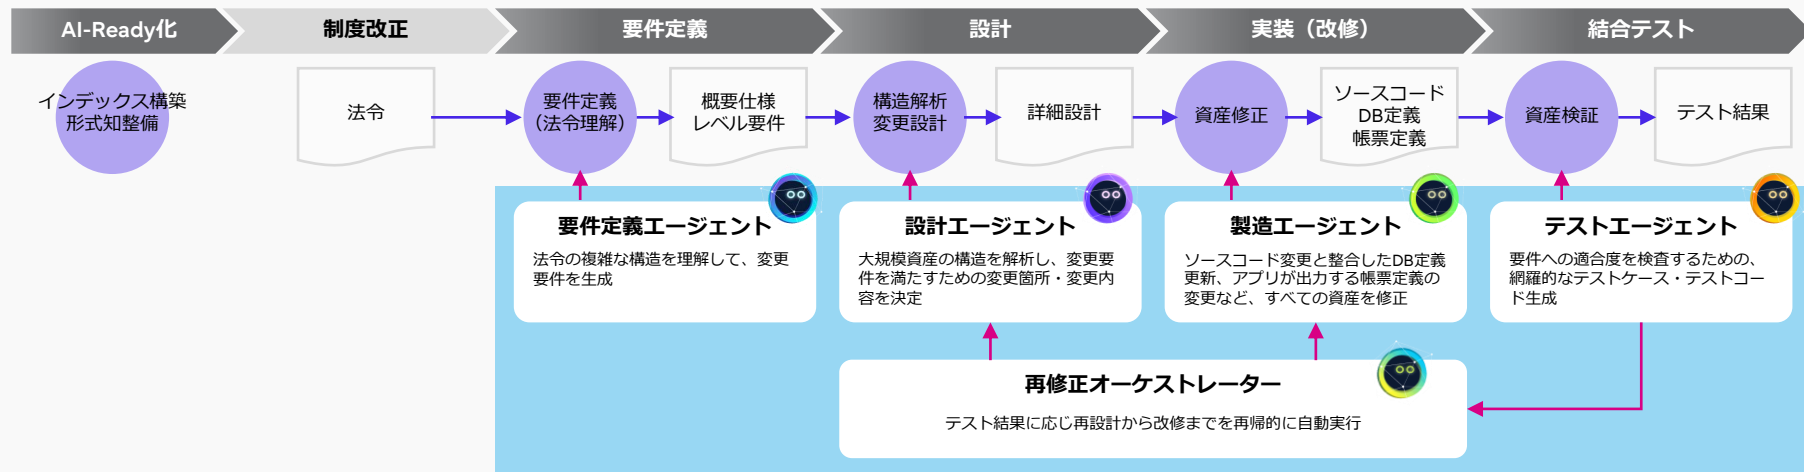 AI-Ready化
制度改正
要件定義
設計
実装（改修）
結合テスト
インデックス構築
形式知整備
法令
要件定義
（法令理解）
概要仕様
レベル要件
構造解析
変更設計
詳細設計
資産修正
ソースコード
DB定義
帳票定義
資産検証
テスト結果
要件定義エージェント
法令の複雑な構造を理解して、変更
要件を生成
設計エージェント
大規模資産の構造を解析し、変更要
件を満たすための変更箇所・変更内
容を決定
製造エージェント
ソースコード変更と整合したDB定義
更新、アプリが出力する帳票定義の
変更など、すべての資産を修正
テストエージェント
要件への適合度を検査するための、
網羅的なテストケース・テストコー
ド生成
再修正オーケストレーター
テスト結果に応じ再設計から改修までを再帰的に自動実行